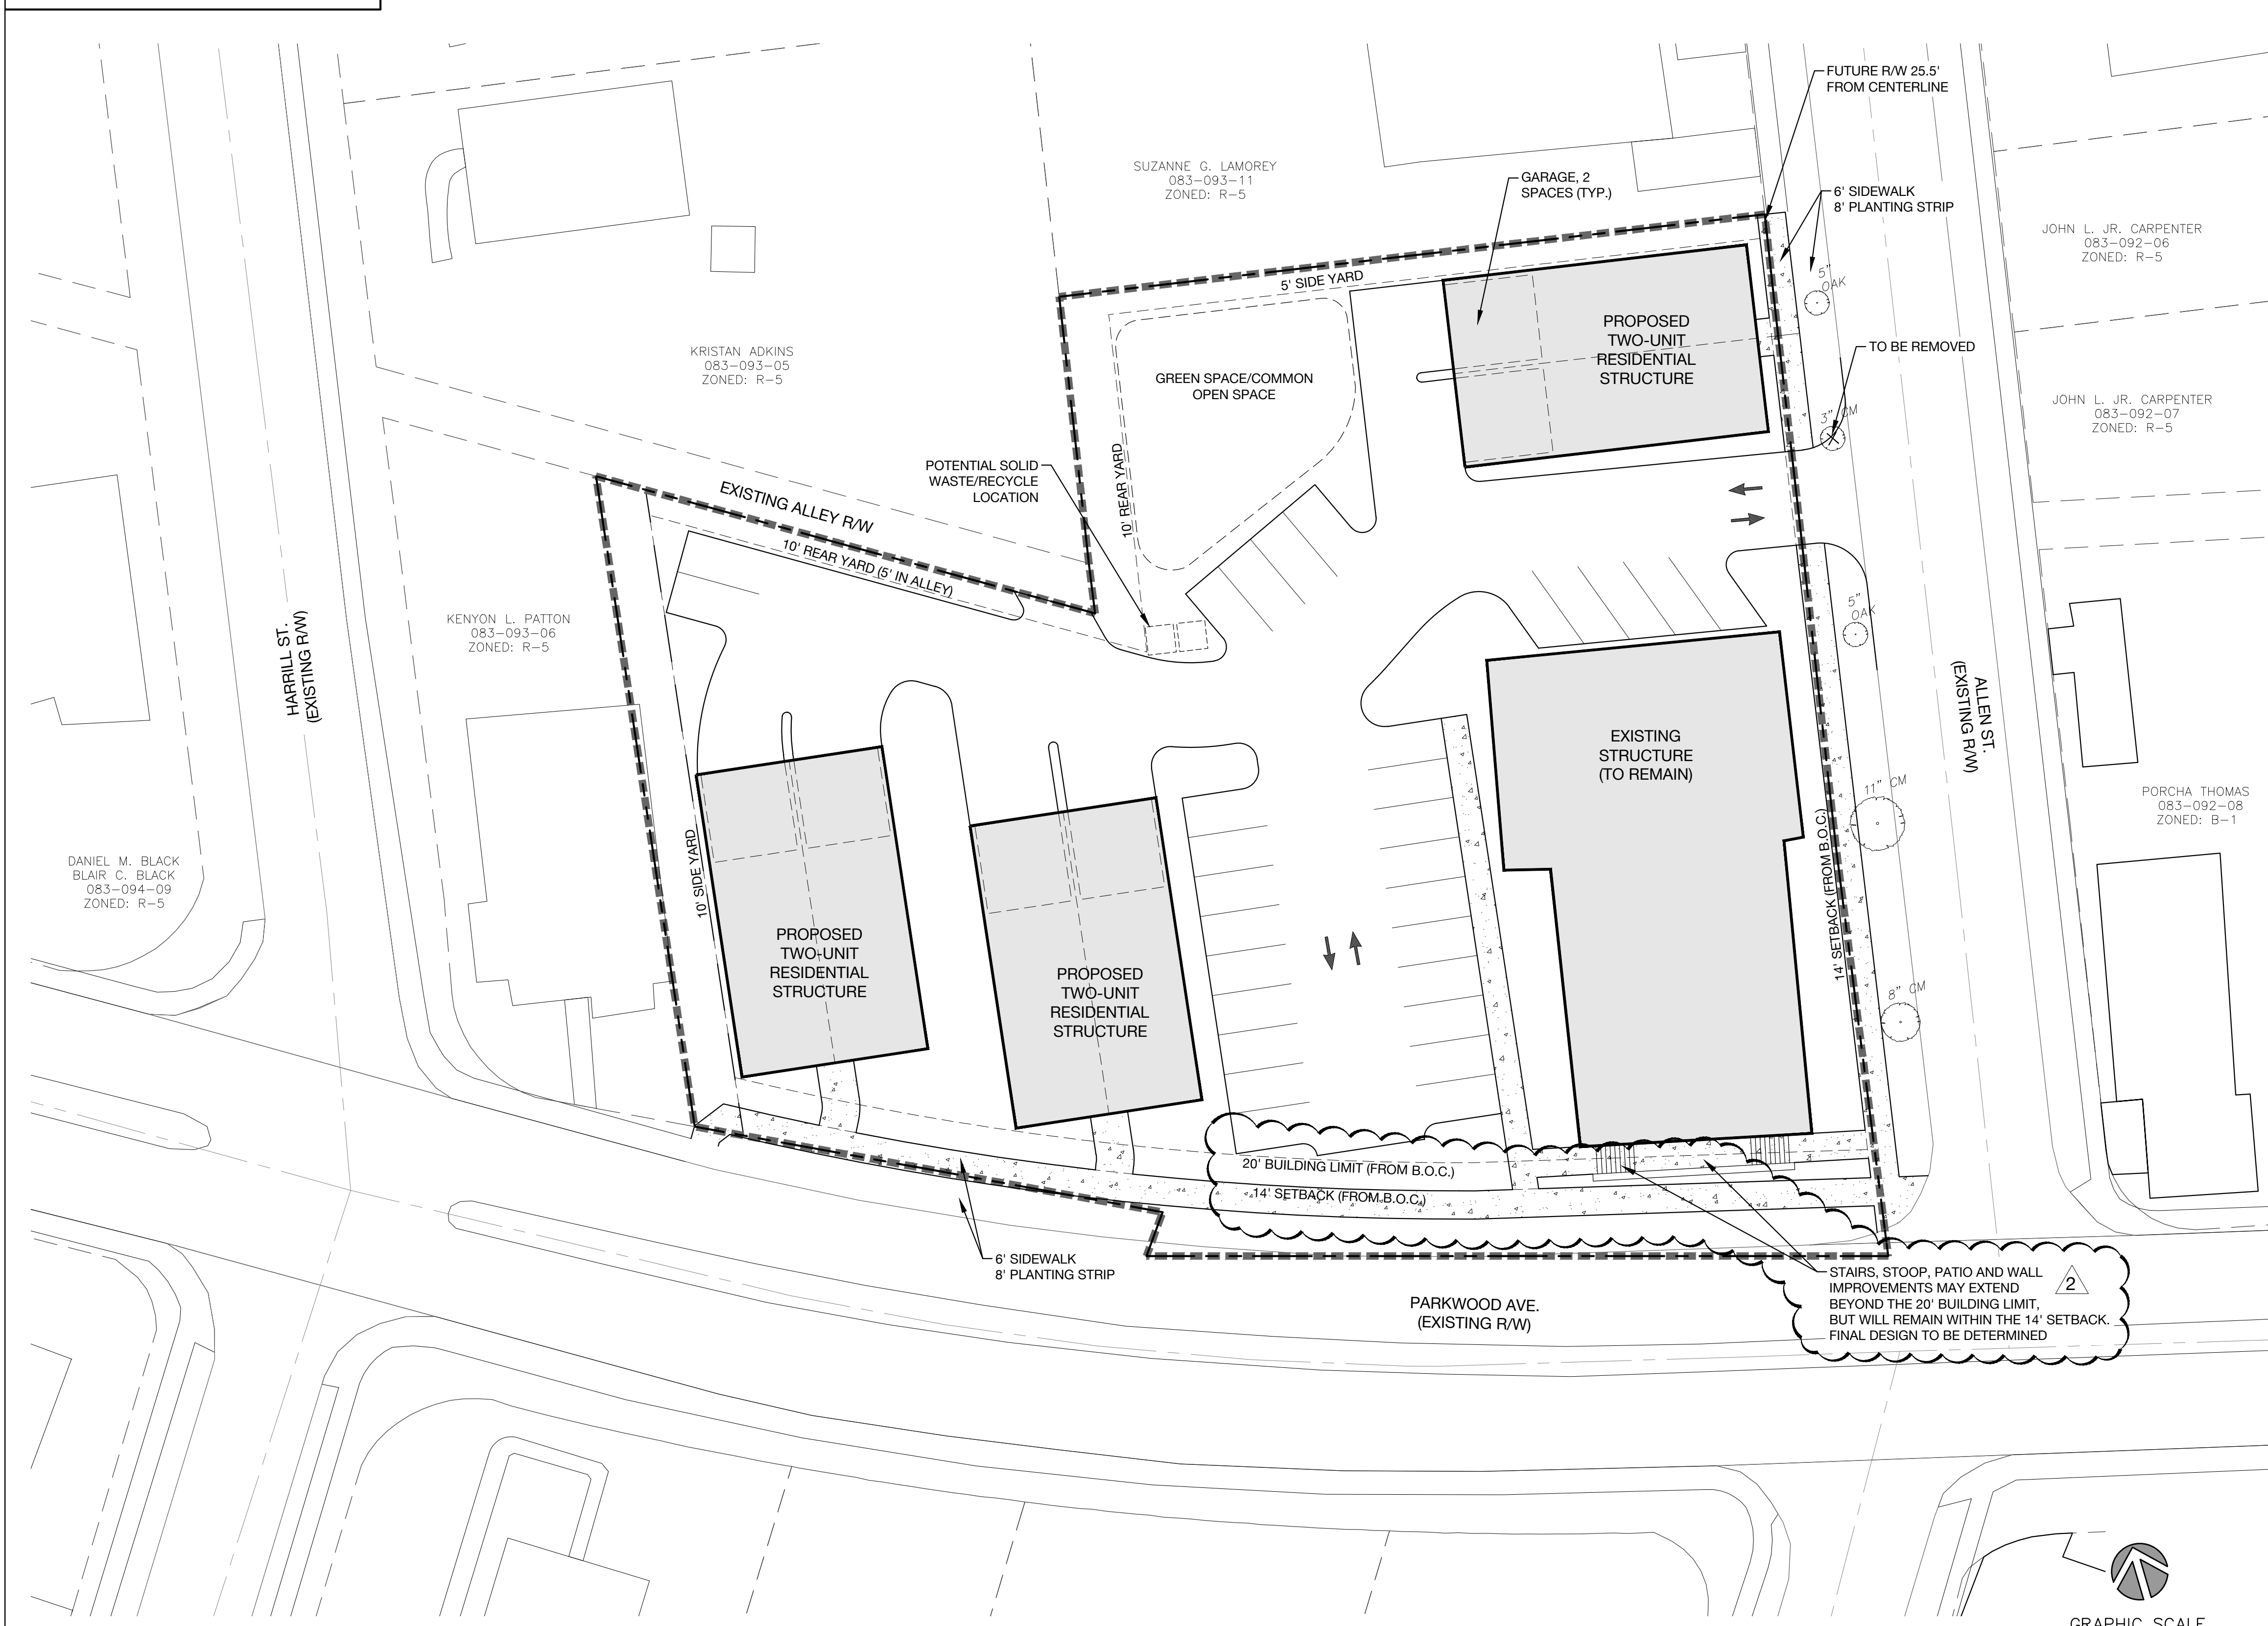 FUTURE R/W 25.5'
FROM CENTERLINE
SUZANNE G. LAMOREY
083-093-11
ZONED: R-5
GARAGE, 2
SPACES (TYP.)
6' SIDEWALK
8' PLANTING STRIP
JOHN L. JR. CARPENTER
083-092-06
ZONED: R-5
5' SIDE YARD
5"
OAK
PROPOSED
TWO-UNIT
RESIDENTIAL
STRUCTURE
TO BE REMOVED
KRISTAN ADKINS
083-093-05
ZONED: R-5
GREEN SPACE/COMMON
OPEN SPACE
JOHN L. JR. CARPENTER
083-092-07
ZONED: R-5
3" CM
10' REAR YARD
POTENTIAL SOLID
WASTE/RECYCLE
LOCATION
EXISTING ALLEY R/W
10' REAR YARD (5' IN ALLEY)
KENYON L. PATTON
083-093-06
ZONED: R-5
HARRILL ST.
(EXISTING R/W)
5"
OAK
ALLEN ST.
(EXISTING R/W)
EXISTING
STRUCTURE
(TO REMAIN)
11" CM
PORCHA THOMAS
083-092-08
ZONED: B-1
DANIEL M. BLACK
BLAIR C. BLACK
083-094-09
ZONED: R-5
10' SIDE YARD
14' SETBACK (FROM B.O.C.)
PROPOSED
TWO-UNIT
RESIDENTIAL
STRUCTURE
PROPOSED
TWO-UNIT
RESIDENTIAL
STRUCTURE
8" CM
20' BUILDING LIMIT (FROM B.O.C.)
14' SETBACK (FROM B.O.C.)
6' SIDEWALK
8' PLANTING STRIP
STAIRS, STOOP, PATIO AND WALL
IMPROVEMENTS MAY EXTEND
BEYOND THE 20' BUILDING LIMIT,
BUT WILL REMAIN WITHIN THE 14' SETBACK.
FINAL DESIGN TO BE DETERMINED
2
PARKWOOD AVE.
(EXISTING R/W)
GRAPHIC SCALE